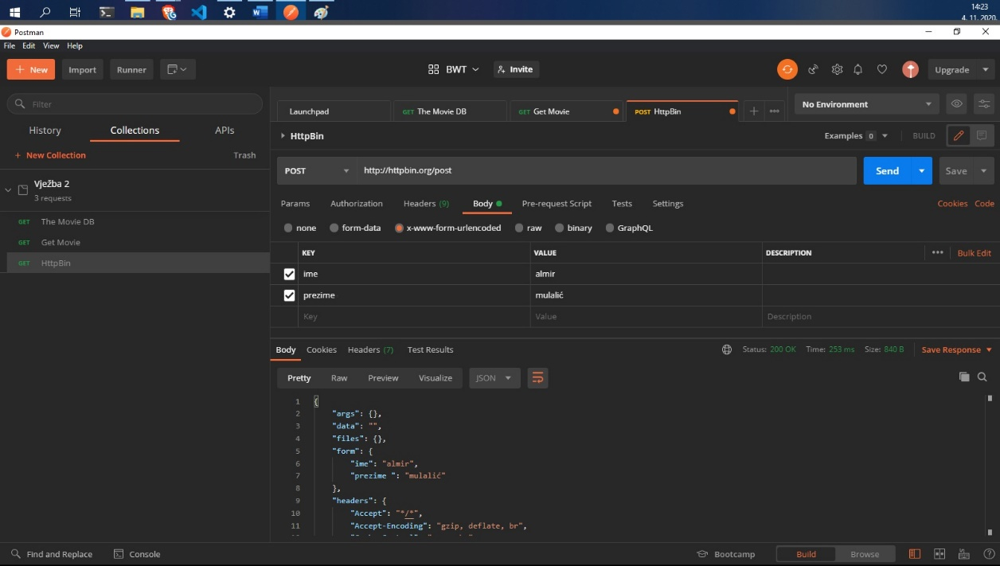 14:23
4. 11. 2020.
Postman
File Edit View Help
+ New Import Runner BWT Invite Upgrade
Filter
History Collections APIs
+ New Collection Trash
Vježba 2
3 requests
GET The Movie DB
GET Get Movie
GET HttpBin
Launchpad GET The Movie DB GET Get Movie POST HttpBin + ••• No Environment
HttpBin Examples 0 BUILD
POST http://httpbin.org/post Send Save
Params Authorization Headers (9) Body Pre-request Script Tests Settings Cookies Code
none form-data x-www-form-urlencoded raw binary GraphQL
KEY VALUE DESCRIPTION ••• Bulk Edit
ime almir
prezime mulalić
Key Value Description
Body Cookies Headers (7) Test Results Status: 200 OK Time: 253 ms Size: 840 B Save Response
Pretty Raw Preview Visualize JSON
1 {
2 "args": {},
3 "data": "",
4 "files": {},
5 "form": {
6 "ime": "almir",
7 "prezime ": "mulalić"
8 },
9 "headers": {
10 "Accept": "*/*",
11 "Accept-Encoding": "gzip, deflate, br",
Find and Replace Console Bootcamp Build Browse